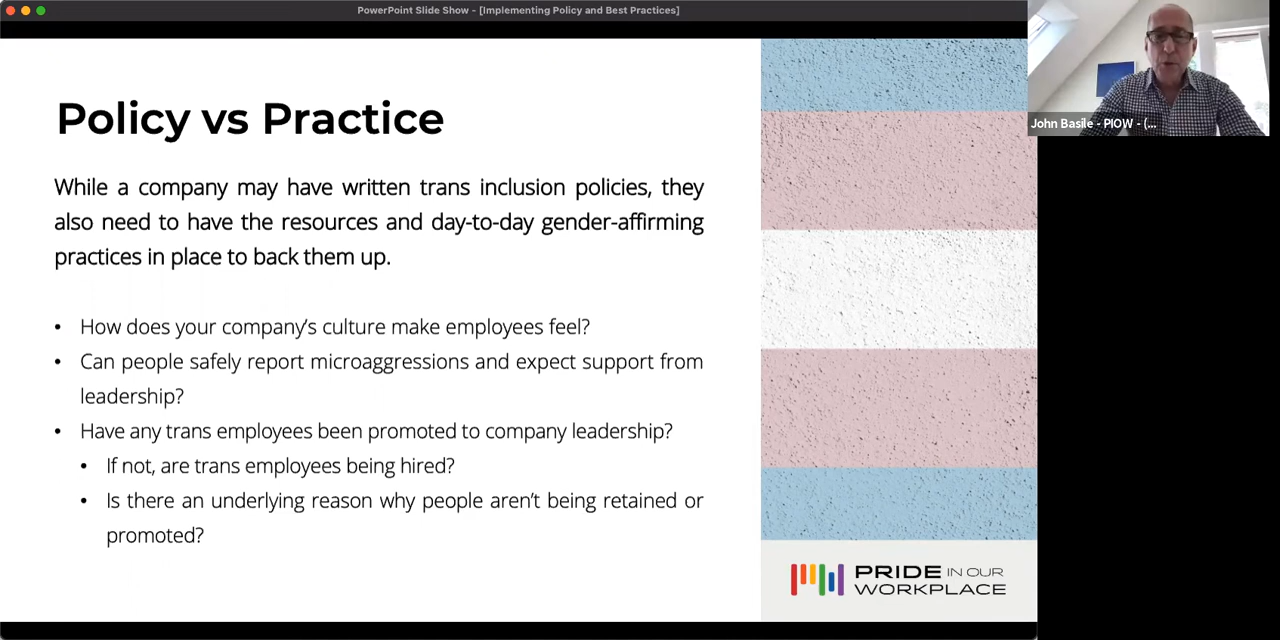 PowerPoint Slide Show - [Implementing Policy and Best Practices]
John Basile - PIOW - (...
Policy vs Practice
While a company may have written trans inclusion policies, they
also need to have the resources and day-to-day gender-affirming
practices in place to back them up.
• How does your company’s culture make employees feel?
• Can people safely report microaggressions and expect support from
leadership?
• Have any trans employees been promoted to company leadership?
• If not, are trans employees being hired?
• Is there an underlying reason why people aren’t being retained or
promoted?
PRIDE IN OUR
WORKPLACE